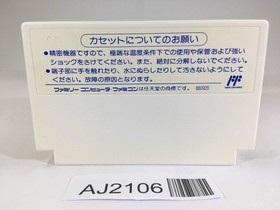 カセットについてのお願い
●精密機器ですので、極端な温度条件下での使用や保管および強い
ショックをさけてください。また、絶対に分解しないでください。
●端子部に手を触れたり、水にぬらしたりして汚さないようにして
ください。故障の原因となります。
ファミリーコンピュータ・ファミコンは任天堂の商標です。
AJ2106